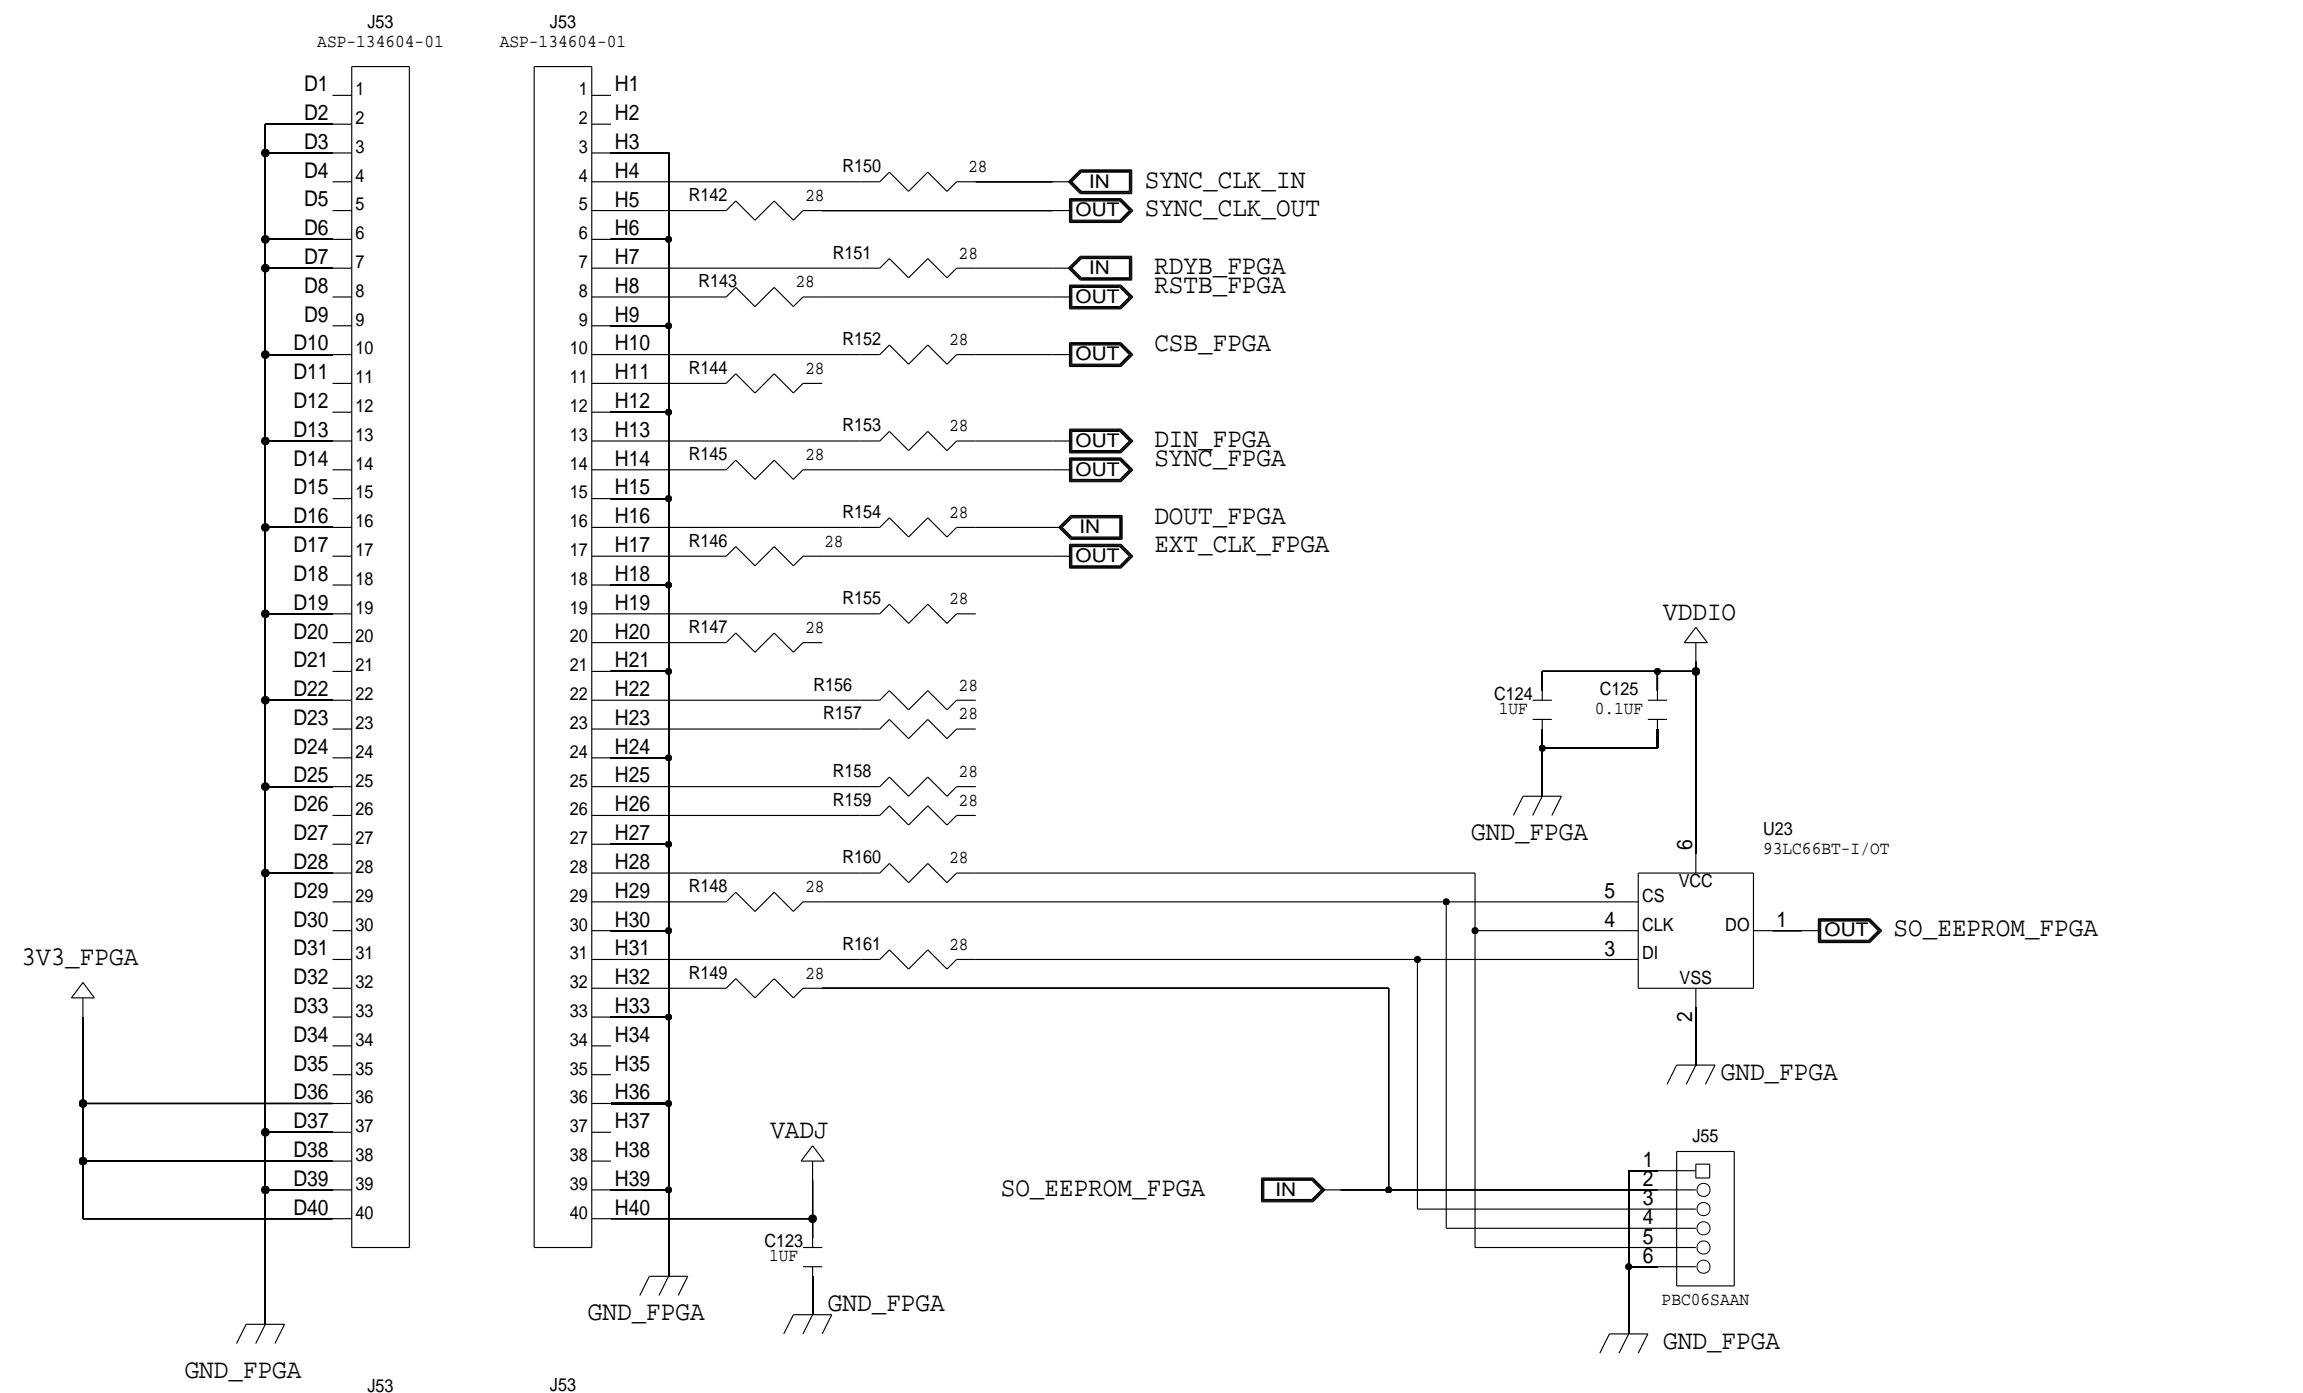 J53 J53
ASP-134604-01 ASP-134604-01
D1 1 1 H1
D2 2 2 H2
D3 3 3 H3
D4 4 4 H4 R150 28 IN SYNC_CLK_IN
D5 5 5 H5 R142 28 OUT SYNC_CLK_OUT
D6 6 6 H6
D7 7 7 H7 R151 28 IN RDYB_FPGA
D8 8 8 H8 R143 28 OUT RSTB_FPGA
D9 9 9 H9
D10 10 10 H10 R152 28 OUT CSB_FPGA
D11 11 11 H11 R144 28
D12 12 12 H12
D13 13 13 H13 R153 28 OUT DIN_FPGA
D14 14 14 H14 R145 28 OUT SYNC_FPGA
D15 15 15 H15
D16 16 16 H16 R154 28 IN DOUT_FPGA
D17 17 17 H17 R146 28 OUT EXT_CLK_FPGA
D18 18 18 H18
D19 19 19 H19 R155 28
VDDIO
D20 20 20 H20 R147 28
D21 21 21 H21
D22 22 22 H22 R156 28
C124 C125
1UF 0.1UF
D23 23 23 H23 R157 28
D24 24 24 H24
D25 25 25 H25 R158 28
D26 26 26 H26 R159 28
D27 27 27 H27
GND_FPGA
U23
93LC66BT-I/OT
6
D28 28 28 H28 R160 28
VCC
D29 29 29 H29 R148 28 5 CS
D30 30 30 H30 4 CLK DO 1 OUT SO_EEPROM_FPGA
D31 31 31 H31 R161 28 3 DI
3V3_FPGA
D32 32 32 H32 R149 28 VSS
D33 33 33 H33 2
D34 34 34 H34
D35 35 35 H35
GND_FPGA
D36 36 36 H36
D37 37 37 H37
VADJ
J55
D38 38 38 H38
1
D39 39 39 H39
SO_EEPROM_FPGA IN 2
3
D40 40 40 H40
4
C123
1UF
5
6
PBC06SAAN
GND_FPGA
GND_FPGA
GND_FPGA
GND_FPGA
J53 J53